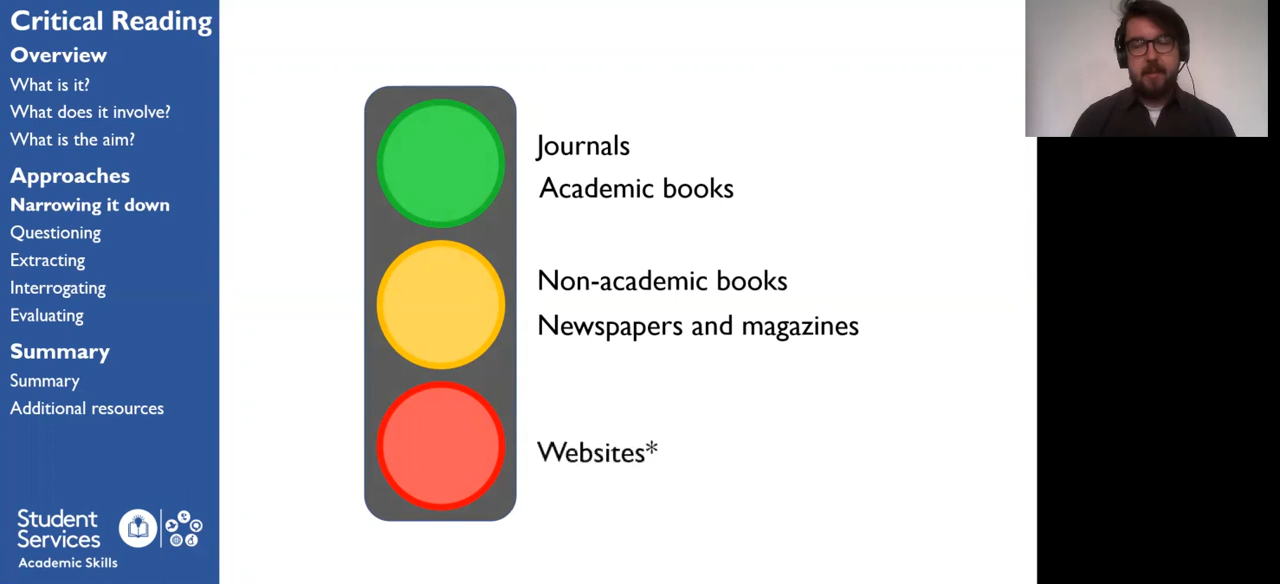 Critical Reading
Overview
What is it?
What does it involve?
What is the aim?
Approaches
Narrowing it down
Questioning
Extracting
Interrogating
Evaluating
Summary
Summary
Additional resources
Student
Services
Academic Skills
Journals
Academic books
Non-academic books
Newspapers and magazines
Websites*